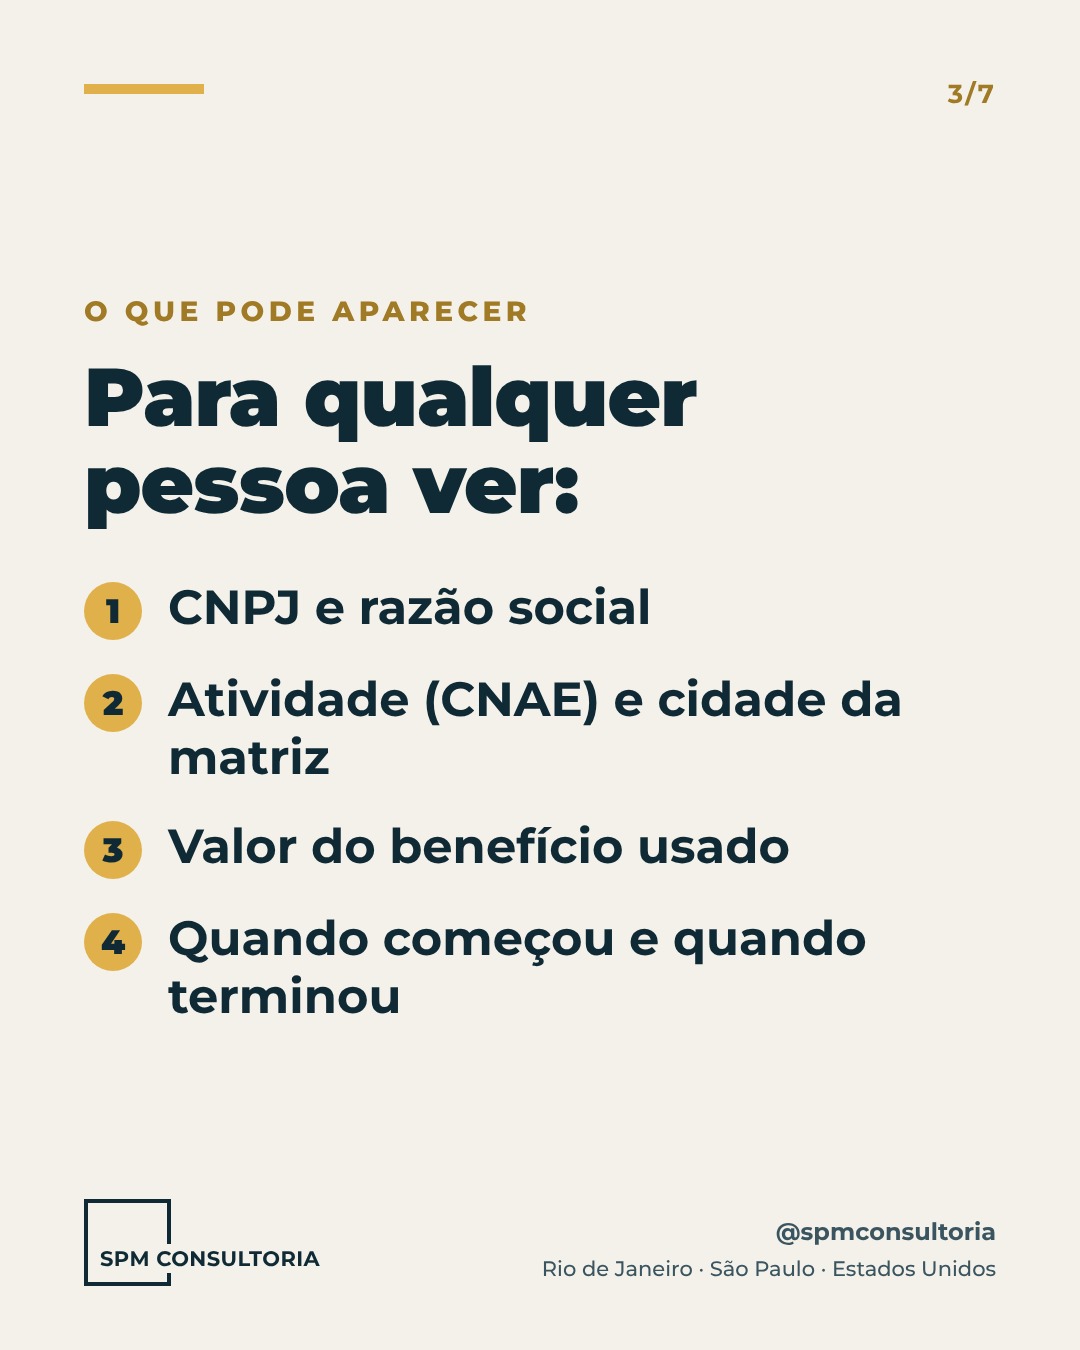 3/7
O QUE PODE APARECER
Para qualquer
pessoa ver:
1 CNPJ e razão social
2 Atividade (CNAE) e cidade da
matriz
3 Valor do benefício usado
4 Quando começou e quando
terminou
SPM CONSULTORIA
@spmconsultoria
Rio de Janeiro · São Paulo · Estados Unidos